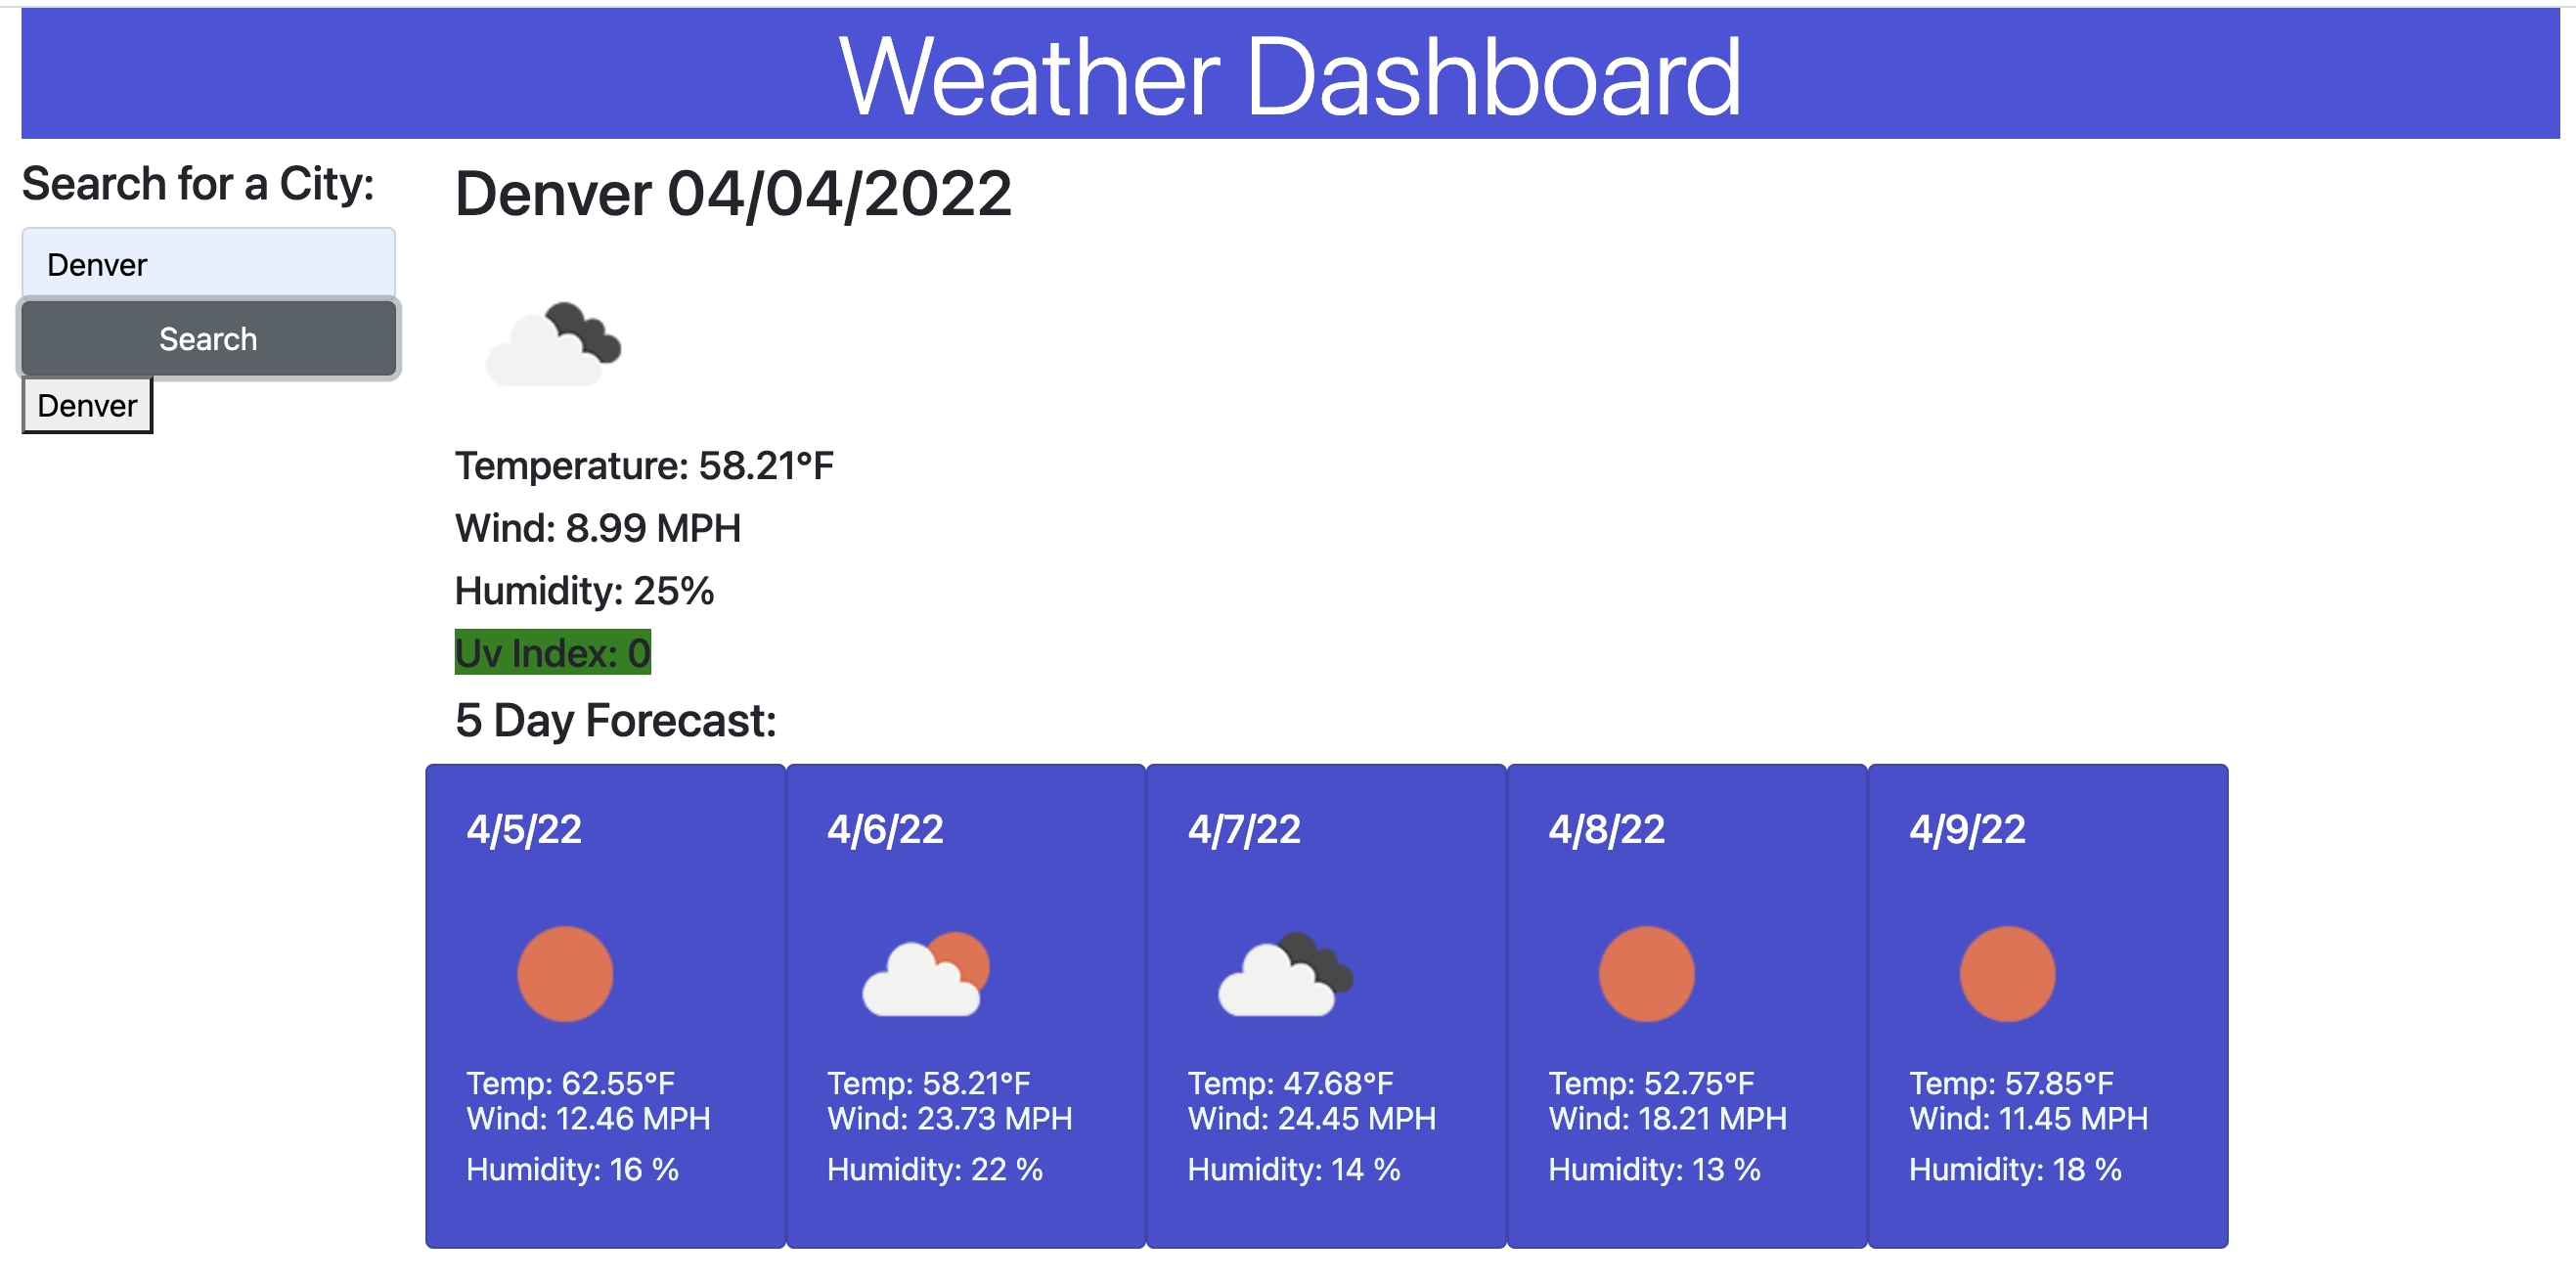 Weather Dashboard
Search for a City:
Denver
Search
Denver
Denver 04/04/2022
Temperature: 58.21°F
Wind: 8.99 MPH
Humidity: 25%
Uv Index: 0
5 Day Forecast:
4/5/22
Temp: 62.55°F
Wind: 12.46 MPH
Humidity: 16 %
4/6/22
Temp: 58.21°F
Wind: 23.73 MPH
Humidity: 22 %
4/7/22
Temp: 47.68°F
Wind: 24.45 MPH
Humidity: 14 %
4/8/22
Temp: 52.75°F
Wind: 18.21 MPH
Humidity: 13 %
4/9/22
Temp: 57.85°F
Wind: 11.45 MPH
Humidity: 18 %